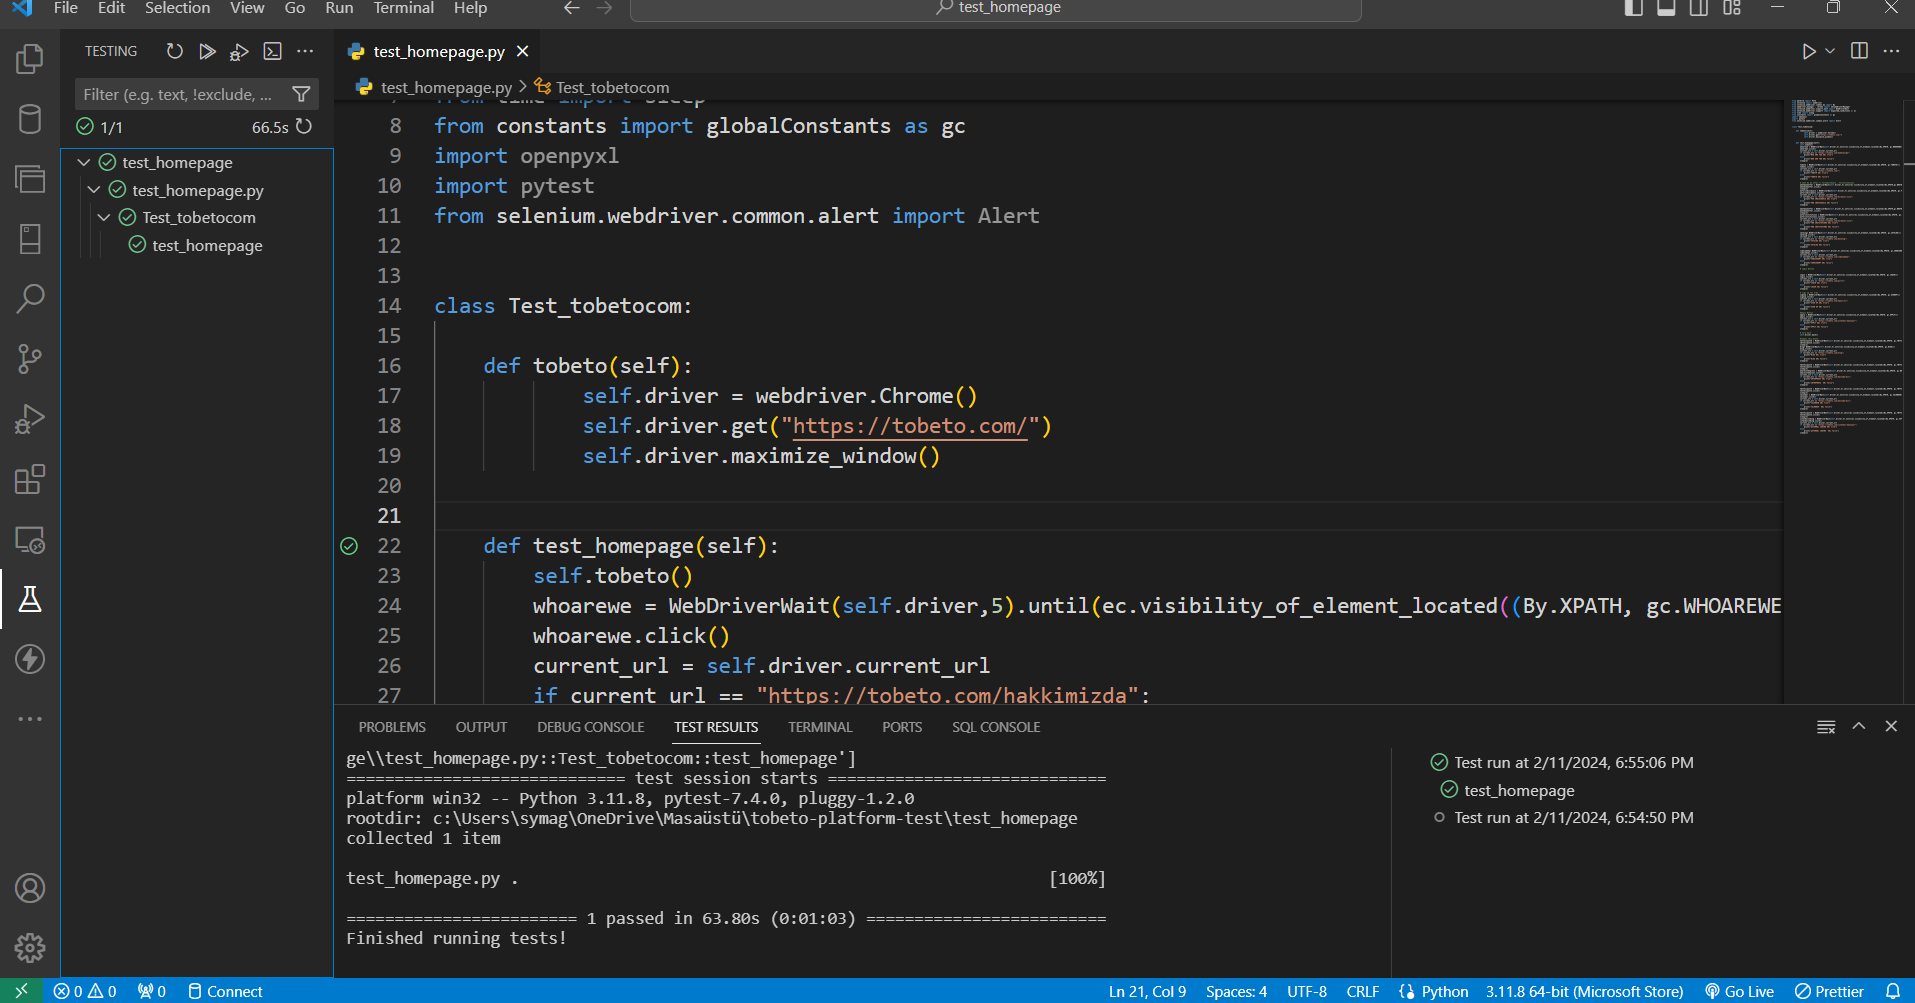 File Edit Selection View Go Run Terminal Help
test_homepage
TESTING
test_homepage.py
test_homepage.py > Test_tobetocom
Filter (e.g. text, !exclude, ...
1/1 66.5s
test_homepage
test_homepage.py
Test_tobetocom
test_homepage
7 from time import sleep
8 from constants import globalConstants as gc
9 import openpyxl
10 import pytest
11 from selenium.webdriver.common.alert import Alert
12
13
14 class Test_tobetocom:
15
16 def tobeto(self):
17 self.driver = webdriver.Chrome()
18 self.driver.get("https://tobeto.com/")
19 self.driver.maximize_window()
20
21
22 def test_homepage(self):
23 self.tobeto()
24 whoarewe = WebDriverWait(self.driver,5).until(ec.visibility_of_element_located((By.XPATH, gc.WHOAREWE
25 whoarewe.click()
26 current_url = self.driver.current_url
27 if current_url == "https://tobeto.com/hakkimizda":
PROBLEMS OUTPUT DEBUG CONSOLE TEST RESULTS TERMINAL PORTS SQL CONSOLE
ge\\test_homepage.py::Test_tobetocom::test_homepage']
============================= test session starts =============================
platform win32 -- Python 3.11.8, pytest-7.4.0, pluggy-1.2.0
rootdir: c:\Users\symag\OneDrive\Masaüstü\tobeto-platform-test\test_homepage
collected 1 item
test_homepage.py . [100%]
======================== 1 passed in 63.80s (0:01:03) =========================
Finished running tests!
Test run at 2/11/2024, 6:55:06 PM
test_homepage
Test run at 2/11/2024, 6:54:50 PM
0 0 0 Connect Ln 21, Col 9 Spaces: 4 UTF-8 CRLF Python 3.11.8 64-bit (Microsoft Store) Go Live Prettier